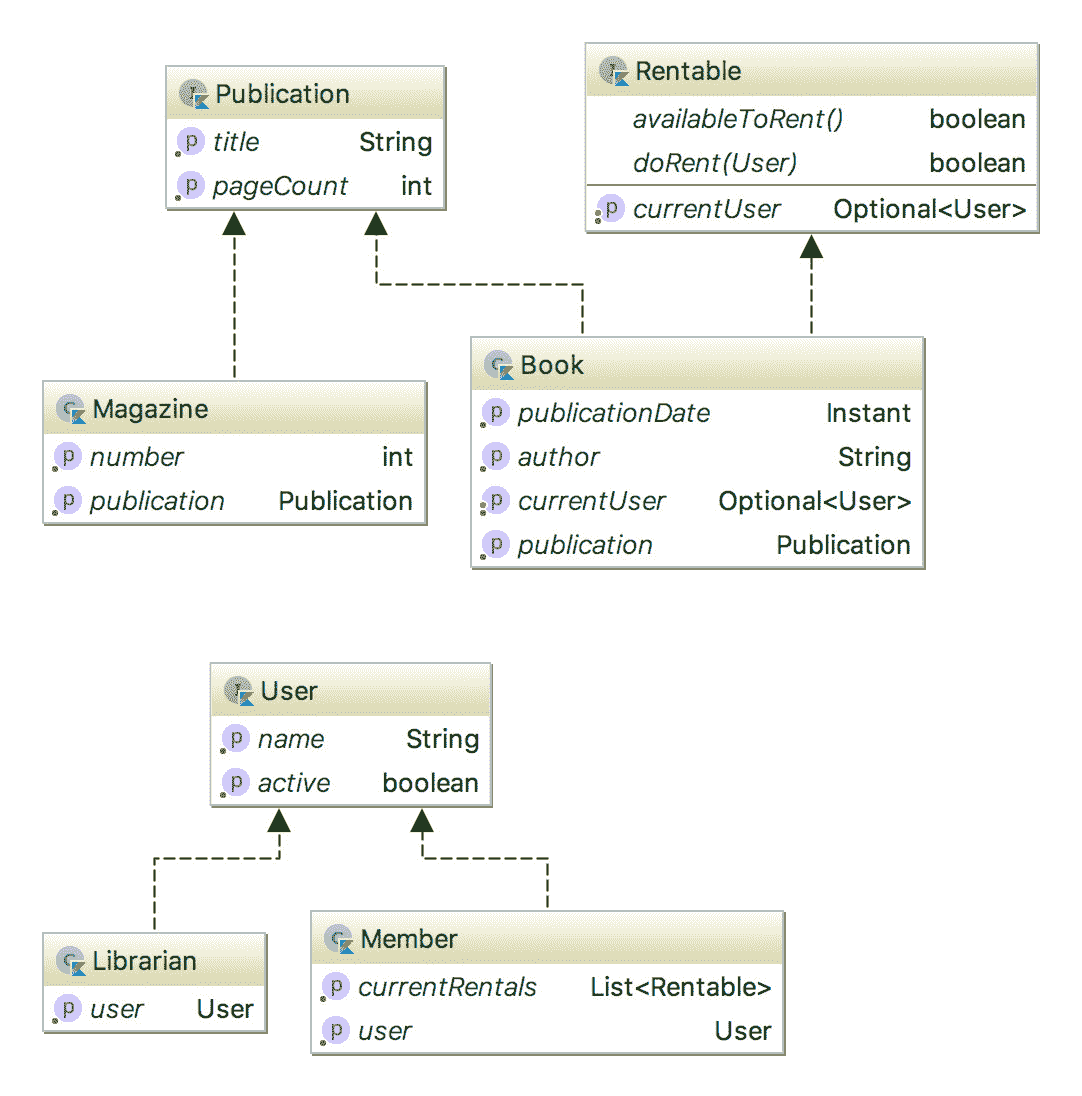 Publication
title String
pageCount int
Rentable
availableToRent() boolean
doRent(User) boolean
currentUser Optional<User>
Magazine
number int
publication Publication
Book
publicationDate Instant
author String
currentUser Optional<User>
publication Publication
User
name String
active boolean
Librarian
user User
Member
currentRentals List<Rentable>
user User